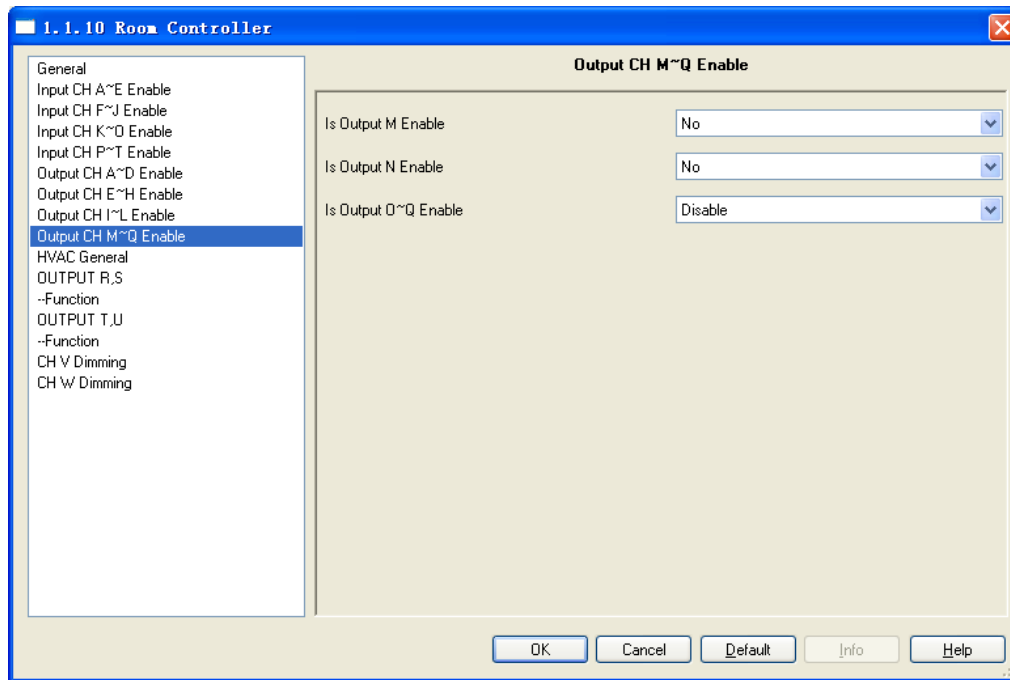 1.1.10 Room Controller
General
Input CH A~E Enable
Input CH F~J Enable
Input CH K~O Enable
Input CH P~T Enable
Output CH A~D Enable
Output CH E~H Enable
Output CH I~L Enable
Output CH M~Q Enable
HVAC General
OUTPUT R,S
--Function
OUTPUT T,U
--Function
CH V Dimming
CH W Dimming
Output CH M~Q Enable
Is Output M Enable No
Is Output N Enable No
Is Output O~Q Enable Disable
OK Cancel Default Info Help